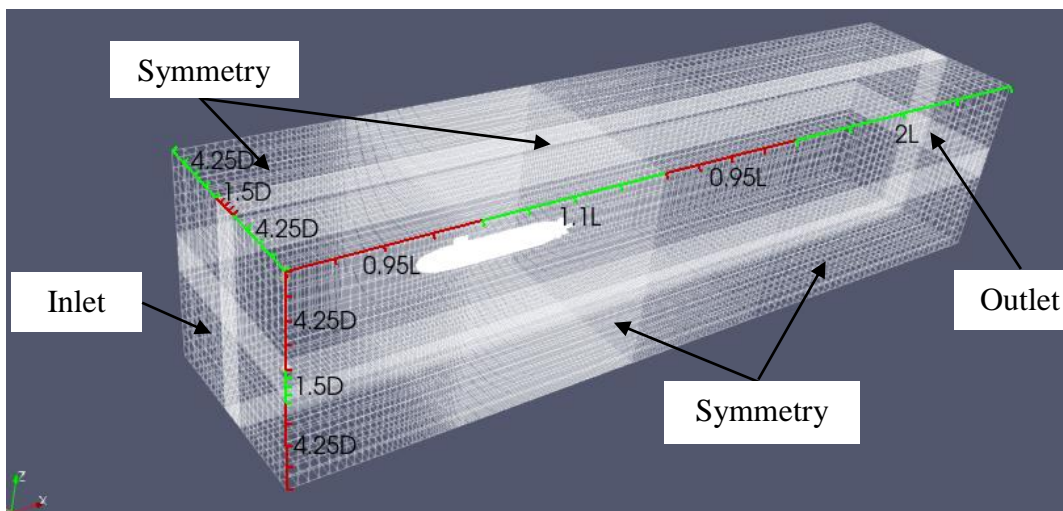 Symmetry
4.25D
1.5D
4.25D
2L
0.95L
1.1L
0.95L
Inlet
4.25D
Outlet
1.5D
Symmetry
4.25D
Z
X